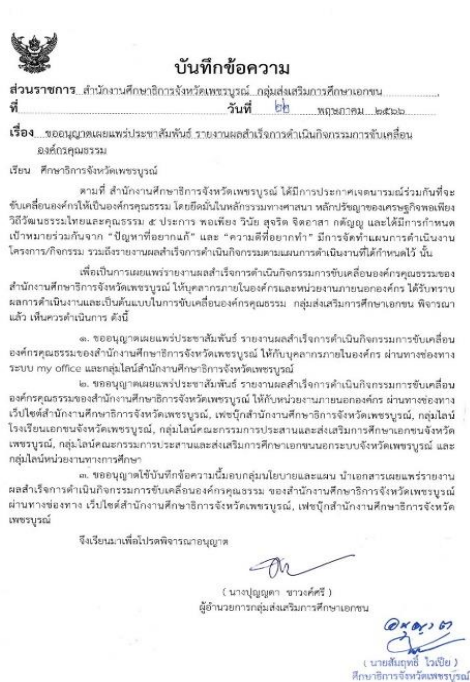 บันทึกข้อความ
ส่วนราชการ สำนักงานศึกษาธิการจังหวัดเพชรบูรณ์ กลุ่มส่งเสริมการศึกษาเอกชน
ที่ วันที่ ๒๒ พฤษภาคม ๒๕๖๖
เรื่อง ขออนุญาตเผยแพร่ประชาสัมพันธ์ รายงานผลสำเร็จการดำเนินกิจกรรมการขับเคลื่อน
องค์กรคุณธรรม
เรียน ศึกษาธิการจังหวัดเพชรบูรณ์
ตามที่ สำนักงานศึกษาธิการจังหวัดเพชรบูรณ์ ได้มีการประกาศเจตนารมณ์ร่วมกันที่จะ
ขับเคลื่อนองค์กรให้เป็นองค์กรคุณธรรม โดยยึดมั่นในหลักธรรมทางศาสนา หลักปรัชญาของเศรษฐกิจพอเพียง
วิถีวัฒนธรรมไทยและคุณธรรม ๕ ประการ พอเพียง วินัย สุจริต จิตอาสา กตัญญู และได้มีการกำหนด
เป้าหมายร่วมกันจาก “ปัญหาที่อยากแก้” และ “ความดีที่อยากทำ” มีการจัดทำแผนการดำเนินงาน
โครงการ/กิจกรรม รวมถึงรายงานผลสำเร็จการดำเนินกิจกรรมตามแผนการดำเนินงานที่ได้กำหนดไว้ นั้น
เพื่อเป็นการเผยแพร่รายงานผลสำเร็จการดำเนินกิจกรรมการขับเคลื่อนองค์กรคุณธรรมของ
สำนักงานศึกษาธิการจังหวัดเพชรบูรณ์ ให้บุคลากรภายในองค์กรและหน่วยงานภายนอกองค์กร ได้รับทราบ
ผลการดำเนินงานและเป็นต้นแบบในการขับเคลื่อนองค์กรคุณธรรม กลุ่มส่งเสริมการศึกษาเอกชน พิจารณา
แล้ว เห็นควรดำเนินการ ดังนี้
๑. ขออนุญาตเผยแพร่ประชาสัมพันธ์ รายงานผลสำเร็จการดำเนินกิจกรรมการขับเคลื่อน
องค์กรคุณธรรมของสำนักงานศึกษาธิการจังหวัดเพชรบูรณ์ ให้กับบุคลากรภายในองค์กร ผ่านทางช่องทาง
ระบบ my office และกลุ่มไลน์สำนักงานศึกษาธิการจังหวัดเพชรบูรณ์
๒. ขออนุญาตเผยแพร่ประชาสัมพันธ์ รายงานผลสำเร็จการดำเนินกิจกรรมการขับเคลื่อน
องค์กรคุณธรรมของสำนักงานศึกษาธิการจังหวัดเพชรบูรณ์ ให้กับหน่วยงานภายนอกองค์กร ผ่านทางช่องทาง
เว็ปไซต์สำนักงานศึกษาธิการจังหวัดเพชรบูรณ์, เฟซบุ๊กสำนักงานศึกษาธิการจังหวัดเพชรบูรณ์, กลุ่มไลน์
โรงเรียนเอกชนจังหวัดเพชรบูรณ์, กลุ่มไลน์คณะกรรมการประสานและส่งเสริมการศึกษาเอกชนจังหวัด
เพชรบูรณ์, กลุ่มไลน์คณะกรรมการประสานและส่งเสริมการศึกษาเอกชนนอกระบบจังหวัดเพชรบูรณ์ และ
กลุ่มไลน์หน่วยงานทางการศึกษา
๓. ขออนุญาตใช้บันทึกข้อความนี้มอบกลุ่มนโยบายและแผน นำเอกสารเผยแพร่รายงาน
ผลสำเร็จการดำเนินกิจกรรมการขับเคลื่อนองค์กรคุณธรรม ของสำนักงานศึกษาธิการจังหวัดเพชรบูรณ์
ผ่านทางช่องทาง เว็ปไซต์สำนักงานศึกษาธิการจังหวัดเพชรบูรณ์, เฟซบุ๊กสำนักงานศึกษาธิการจังหวัด
เพชรบูรณ์
จึงเรียนมาเพื่อโปรดพิจารณาอนุญาต
( นางปุญญดา ขาวงค์ศรี )
ผู้อำนวยการกลุ่มส่งเสริมการศึกษาเอกชน
อนุญาต
( นายสัมฤทธิ์ ไวเปีย )
ศึกษาธิการจังหวัดเพชรบูรณ์